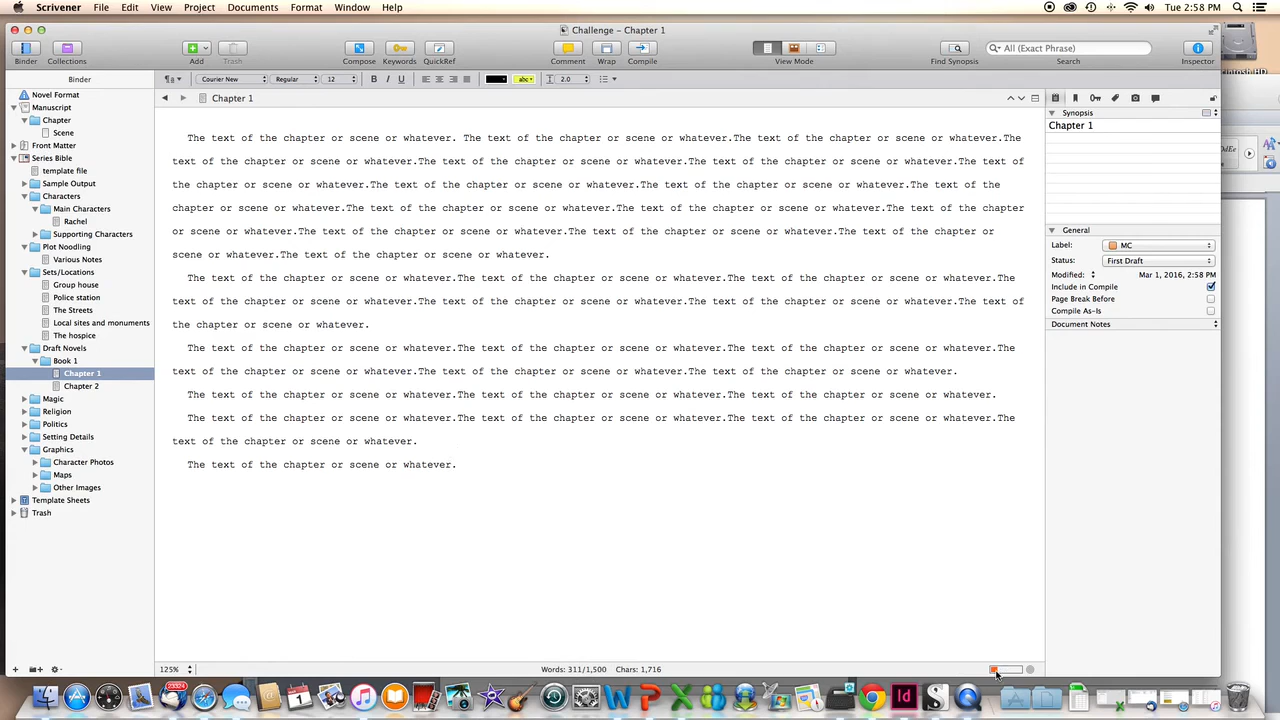 Scrivener File Edit View Project Documents Format Window Help Tue 2:58 PM
Challenge – Chapter 1
Binder Collections Add Trash Compose Keywords QuickRef Comment Wrap Compile View Mode Find Synopsis All (Exact Phrase) Search Inspector
Binder Courier New Regular 12 B I U abc 2.0
Novel Format
Manuscript
Chapter
Scene
Front Matter
Series Bible
template file
Sample Output
Characters
Main Characters
Rachel
Supporting Characters
Plot Noodling
Various Notes
Sets/Locations
Group house
Police station
The Streets
Local sites and monuments
The hospice
Draft Novels
Book 1
Chapter 1
Chapter 2
Magic
Religion
Politics
Setting Details
Graphics
Character Photos
Maps
Other Images
Template Sheets
Trash
Chapter 1
The text of the chapter or scene or whatever. The text of the chapter or scene or whatever.The text of the chapter or scene or whatever.The
text of the chapter or scene or whatever.The text of the chapter or scene or whatever.The text of the chapter or scene or whatever.The text of
the chapter or scene or whatever.The text of the chapter or scene or whatever.The text of the chapter or scene or whatever.The text of the
chapter or scene or whatever.The text of the chapter or scene or whatever.The text of the chapter or scene or whatever.The text of the chapter
or scene or whatever.The text of the chapter or scene or whatever.The text of the chapter or scene or whatever.The text of the chapter or
scene or whatever.The text of the chapter or scene or whatever.
The text of the chapter or scene or whatever.The text of the chapter or scene or whatever.The text of the chapter or scene or whatever.The
text of the chapter or scene or whatever.The text of the chapter or scene or whatever.The text of the chapter or scene or whatever.The text of
the chapter or scene or whatever.
The text of the chapter or scene or whatever.The text of the chapter or scene or whatever.The text of the chapter or scene or whatever.The
text of the chapter or scene or whatever.The text of the chapter or scene or whatever.The text of the chapter or scene or whatever.
The text of the chapter or scene or whatever.The text of the chapter or scene or whatever.The text of the chapter or scene or whatever.
The text of the chapter or scene or whatever.The text of the chapter or scene or whatever.The text of the chapter or scene or whatever.The
text of the chapter or scene or whatever.
The text of the chapter or scene or whatever.
125% Words: 311/1,500 Chars: 1,716
Synopsis
Chapter 1
General
Label: MC
Status: First Draft
Modified: Mar 1, 2016, 2:58 PM
Include in Compile
Page Break Before
Compile As-Is
Document Notes